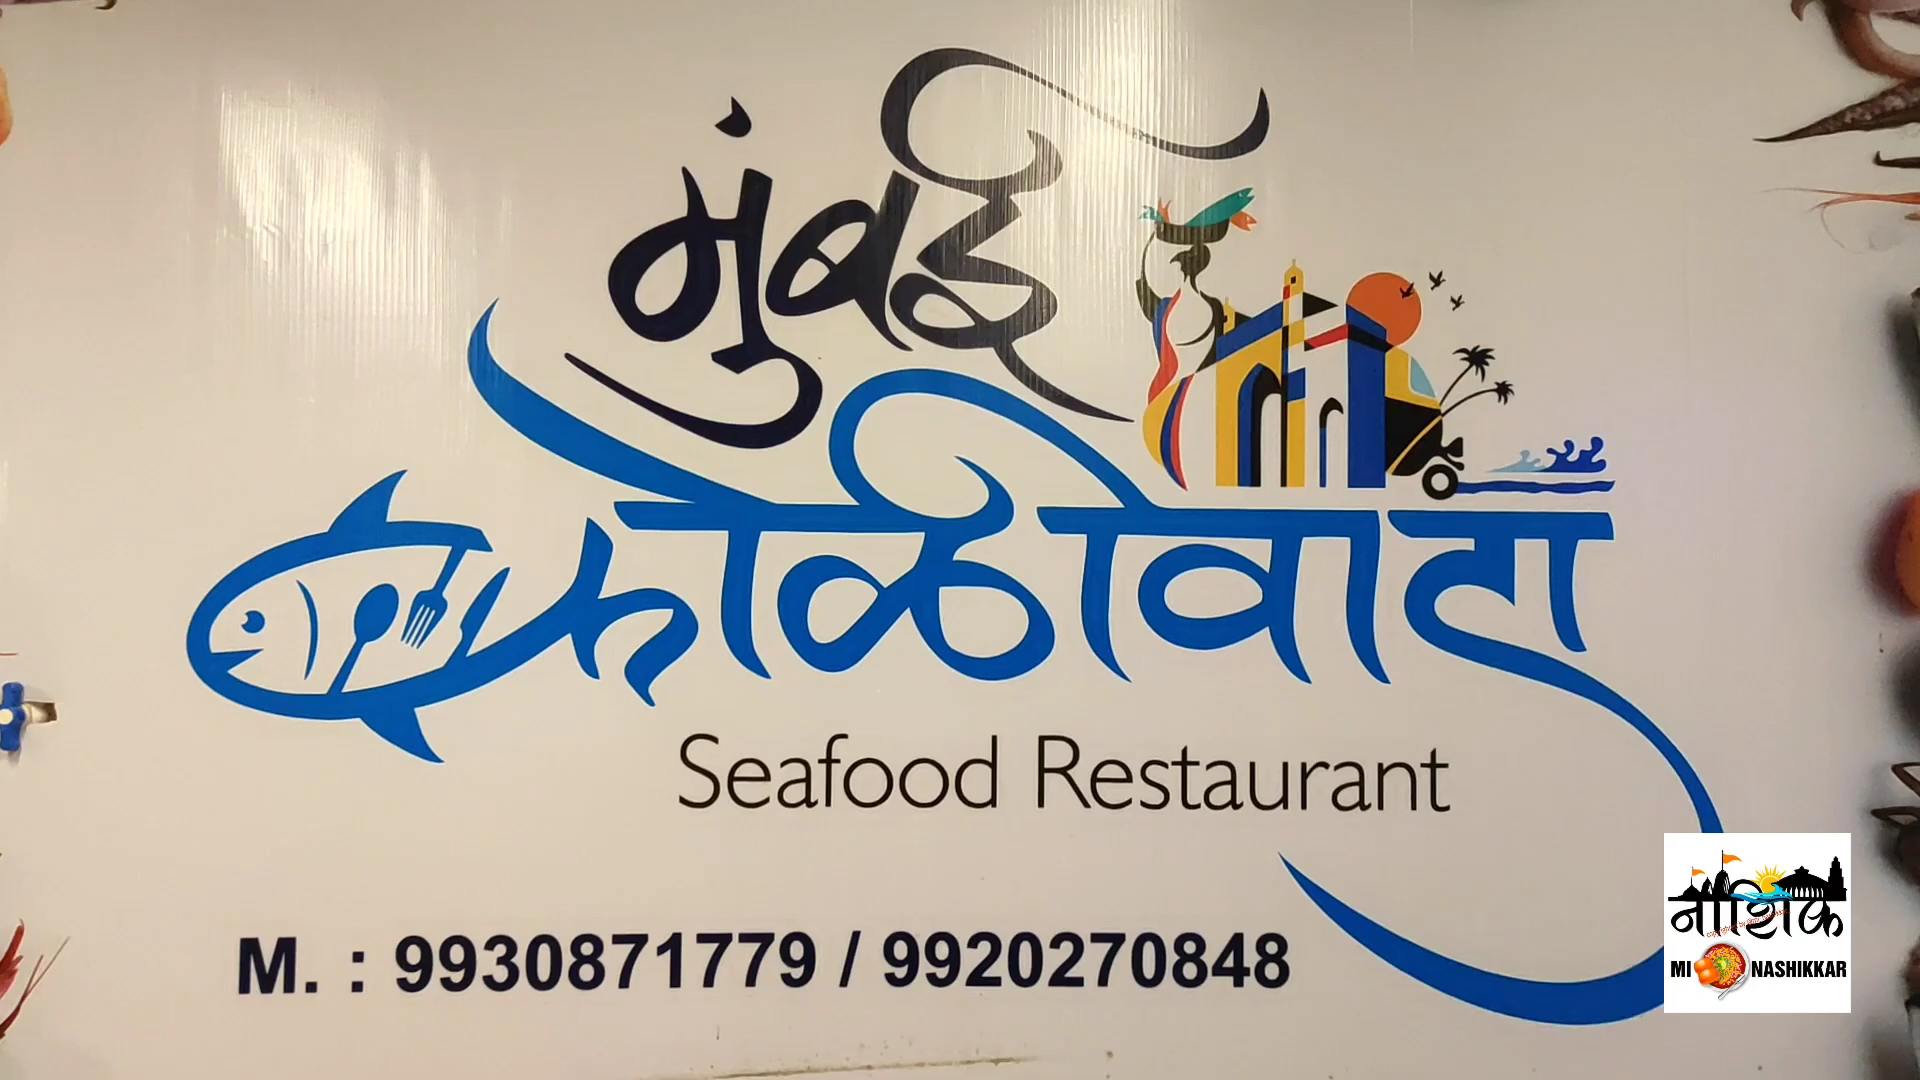 मुंबई
कोळीवाडा
Seafood Restaurant
M. : 9930871779 / 9920270848
नाशिक
MI NASHIKKAR